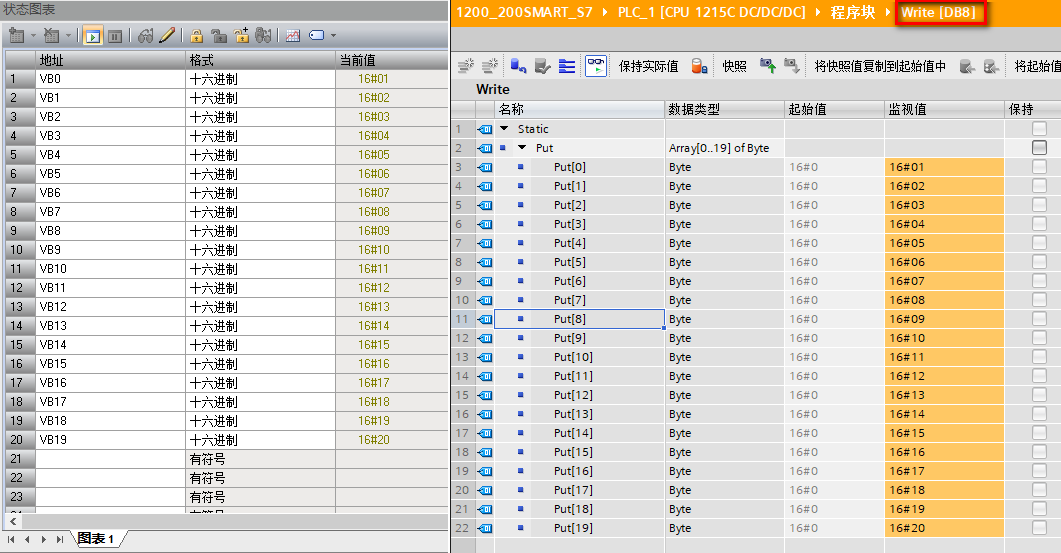 状态图表
地址 格式 当前值
1 VB0 十六进制 16#01
2 VB1 十六进制 16#02
3 VB2 十六进制 16#03
4 VB3 十六进制 16#04
5 VB4 十六进制 16#05
6 VB5 十六进制 16#06
7 VB6 十六进制 16#07
8 VB7 十六进制 16#08
9 VB8 十六进制 16#09
10 VB9 十六进制 16#10
11 VB10 十六进制 16#11
12 VB11 十六进制 16#12
13 VB12 十六进制 16#13
14 VB13 十六进制 16#14
15 VB14 十六进制 16#15
16 VB15 十六进制 16#16
17 VB16 十六进制 16#17
18 VB17 十六进制 16#18
19 VB18 十六进制 16#19
20 VB19 十六进制 16#20
21 有符号
22 有符号
23 有符号
图表 1
1200_200SMART_S7 PLC_1 [CPU 1215C DC/DC/DC] 程序块 Write [DB8]
保持实际值 快照 将快照值复制到起始值中 将起始值
Write
名称 数据类型 起始值 监视值 保持
1 Static
2 Put Array[0..19] of Byte
3 Put[0] Byte 16#0 16#01
4 Put[1] Byte 16#0 16#02
5 Put[2] Byte 16#0 16#03
6 Put[3] Byte 16#0 16#04
7 Put[4] Byte 16#0 16#05
8 Put[5] Byte 16#0 16#06
9 Put[6] Byte 16#0 16#07
10 Put[7] Byte 16#0 16#08
11 Put[8] Byte 16#0 16#09
12 Put[9] Byte 16#0 16#10
13 Put[10] Byte 16#0 16#11
14 Put[11] Byte 16#0 16#12
15 Put[12] Byte 16#0 16#13
16 Put[13] Byte 16#0 16#14
17 Put[14] Byte 16#0 16#15
18 Put[15] Byte 16#0 16#16
19 Put[16] Byte 16#0 16#17
20 Put[17] Byte 16#0 16#18
21 Put[18] Byte 16#0 16#19
22 Put[19] Byte 16#0 16#20